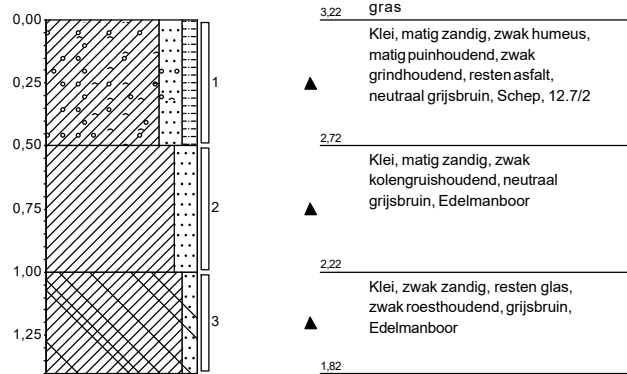 gras
0,00
3,22
Klei, matig zandig, zwak humeus,
matig puinhoudend, zwak
grindhoudend, resten asfalt,
neutraal grijsbruin, Schep, 12.7/2
0,25
1
0,50
2,72
Klei, matig zandig, zwak
kolengruishoudend, neutraal
grijsbruin, Edelmanboor
0,75
2
1,00
2,22
Klei, zwak zandig, resten glas,
zwak roesthoudend, grijsbruin,
Edelmanboor
1,25
3
1,82